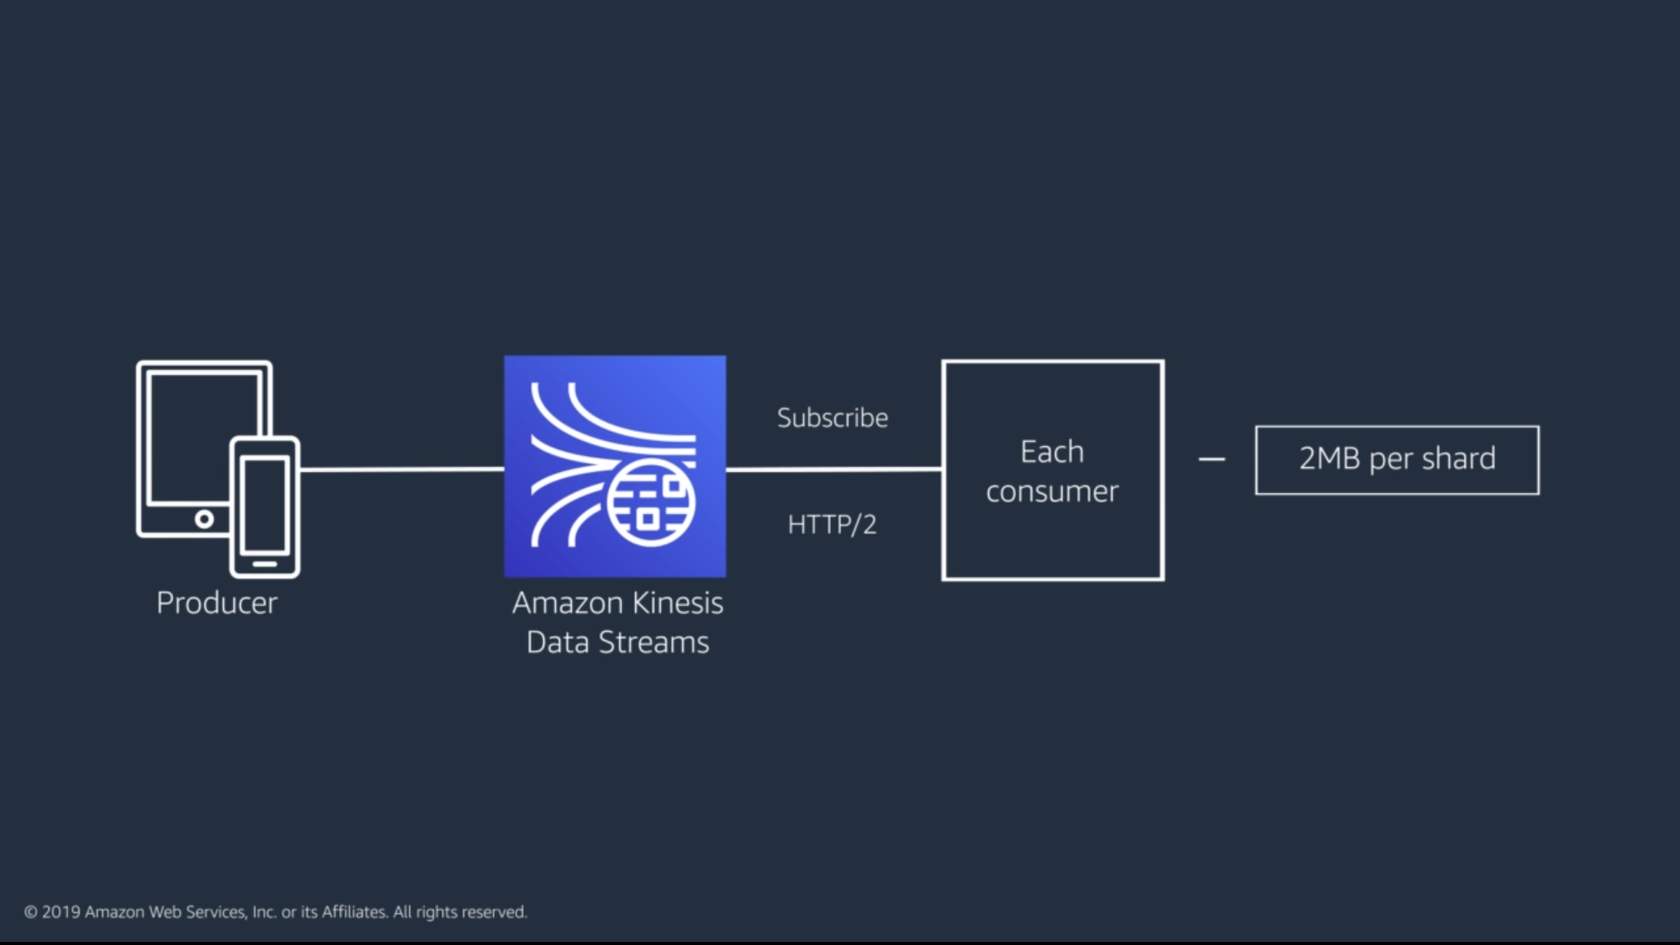 Subscribe
HTTP/2
Each
consumer
2MB per shard
Producer
Amazon Kinesis
Data Streams
© 2019 Amazon Web Services, Inc. or its Affiliates. All rights reserved.